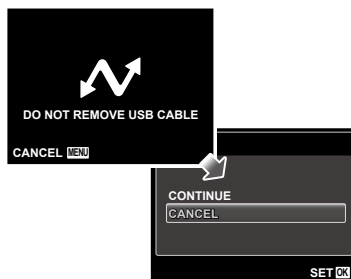 DO NOT REMOVE USB CABLE
CANCEL MENU
CONTINUE
CANCEL
SET OK